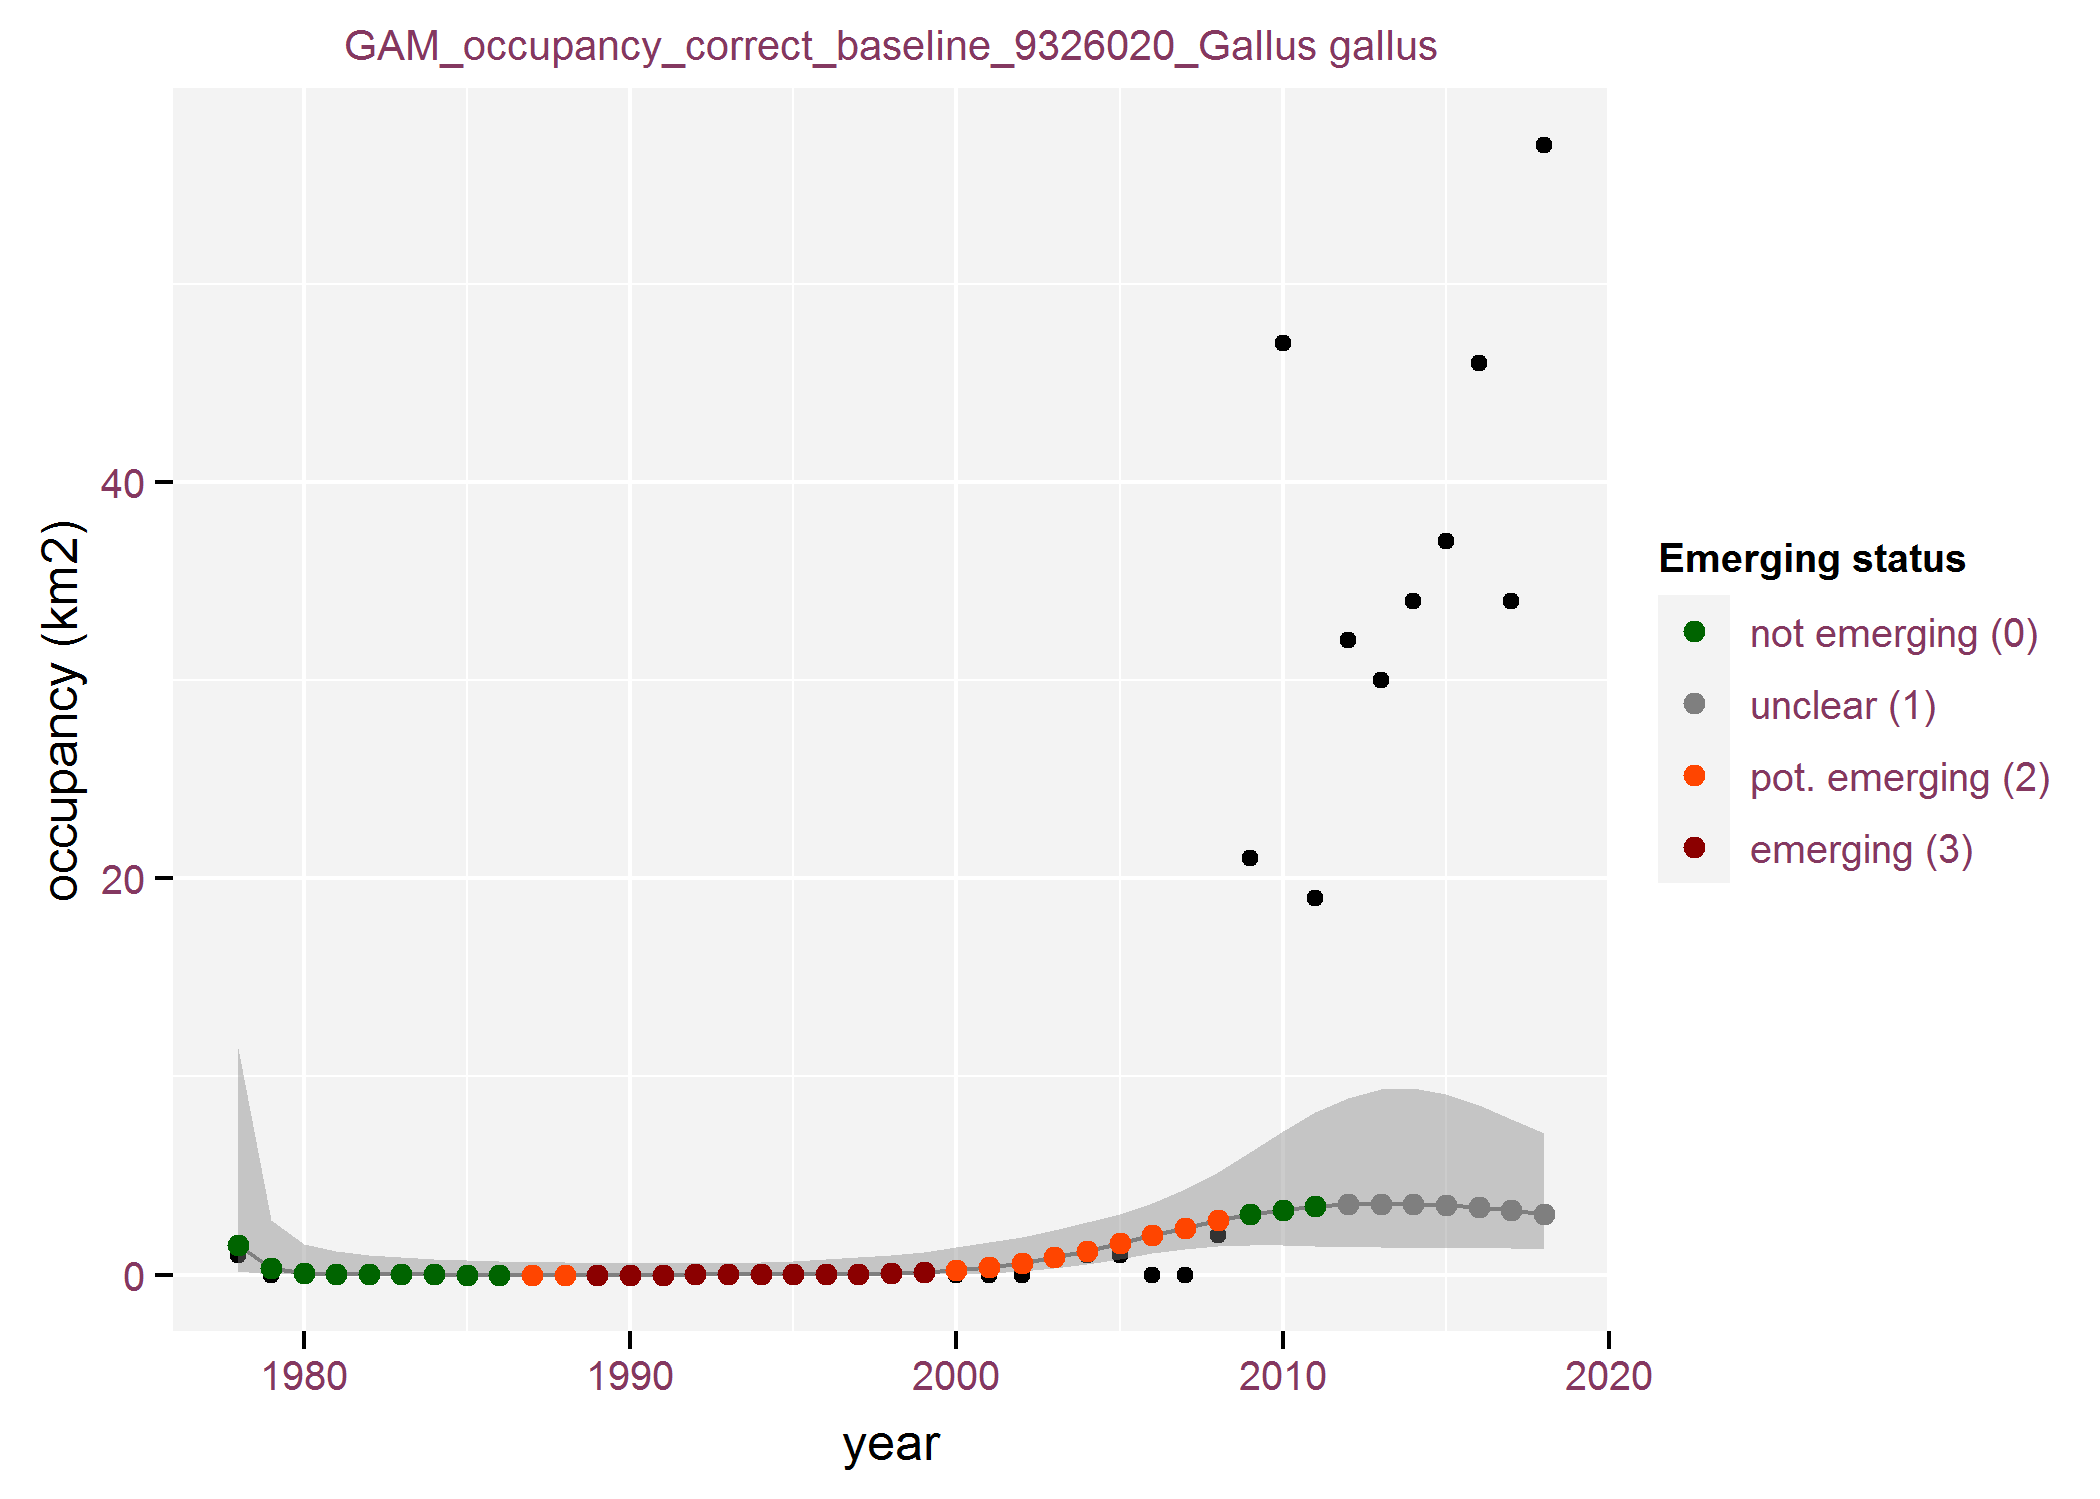 GAM_occupancy_correct_baseline_9326020_Gallus gallus
occupancy (km2)
40
20
0
1980 1990 2000 2010 2020
year
Emerging status
not emerging (0)
unclear (1)
pot. emerging (2)
emerging (3)